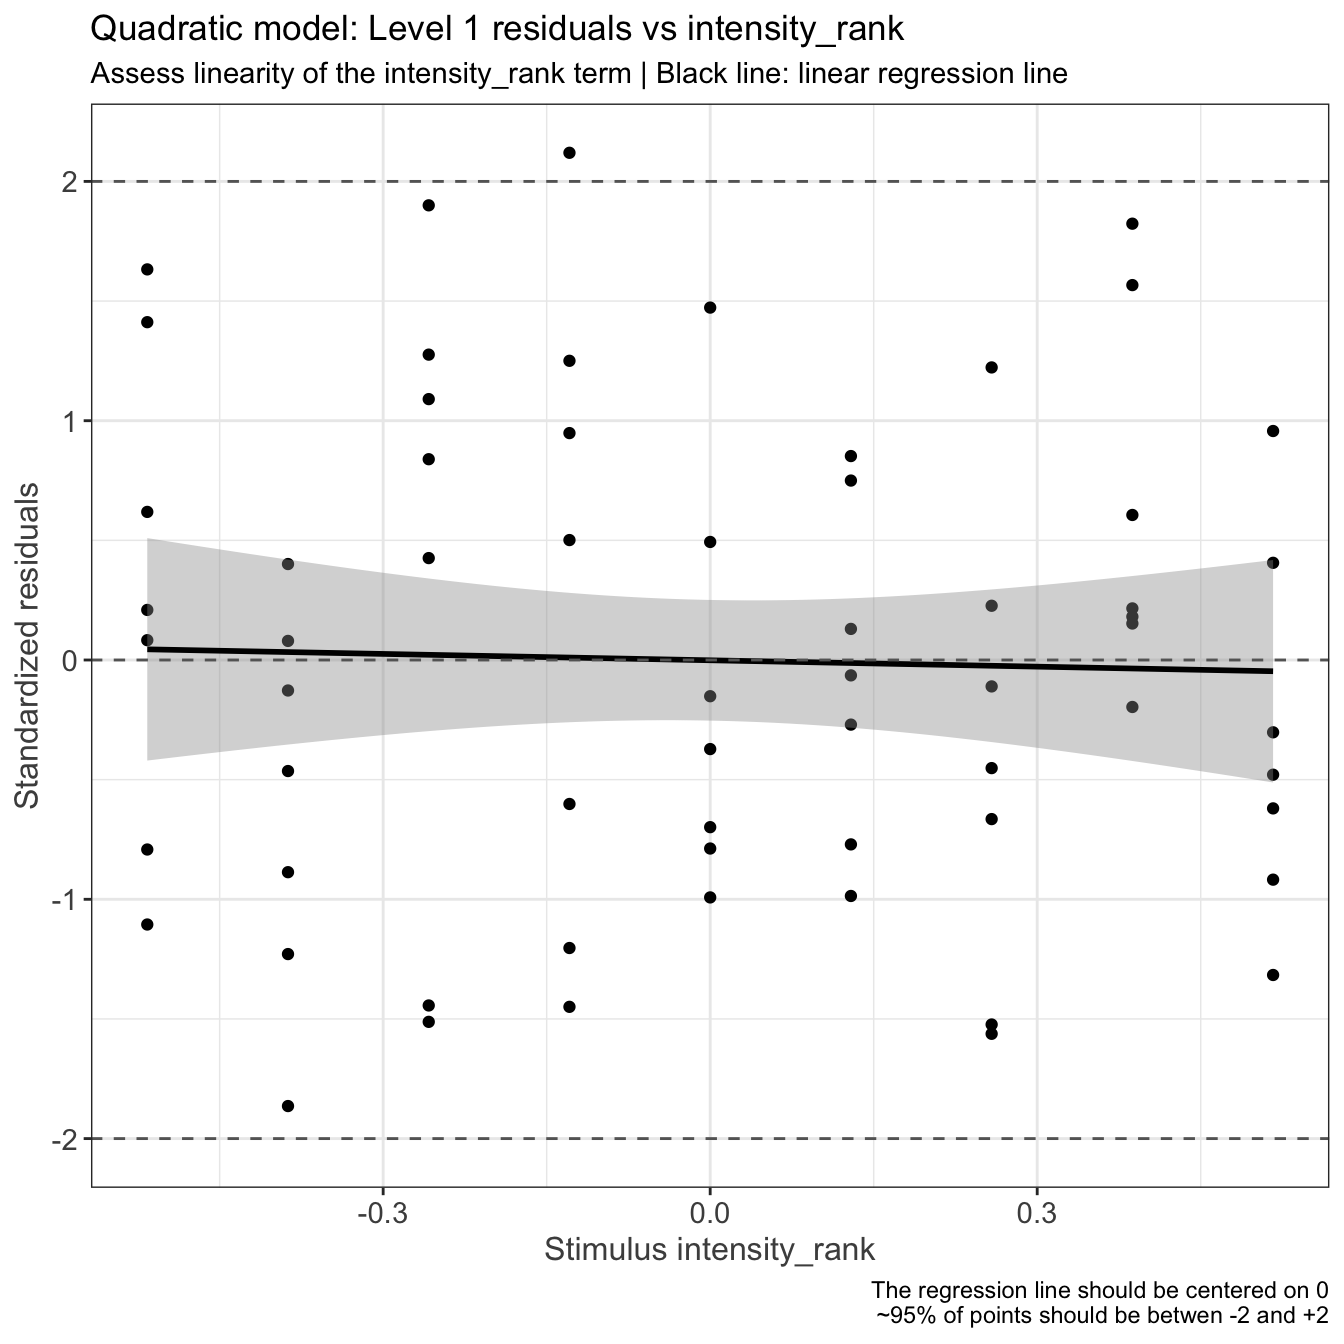 Quadratic model: Level 1 residuals vs intensity_rank
Assess linearity of the intensity_rank term | Black line: linear regression line
Standardized residuals
2
1
0
-1
-2
-0.3
0.0
0.3
Stimulus intensity_rank
The regression line should be centered on 0
~95% of points should be betwen -2 and +2